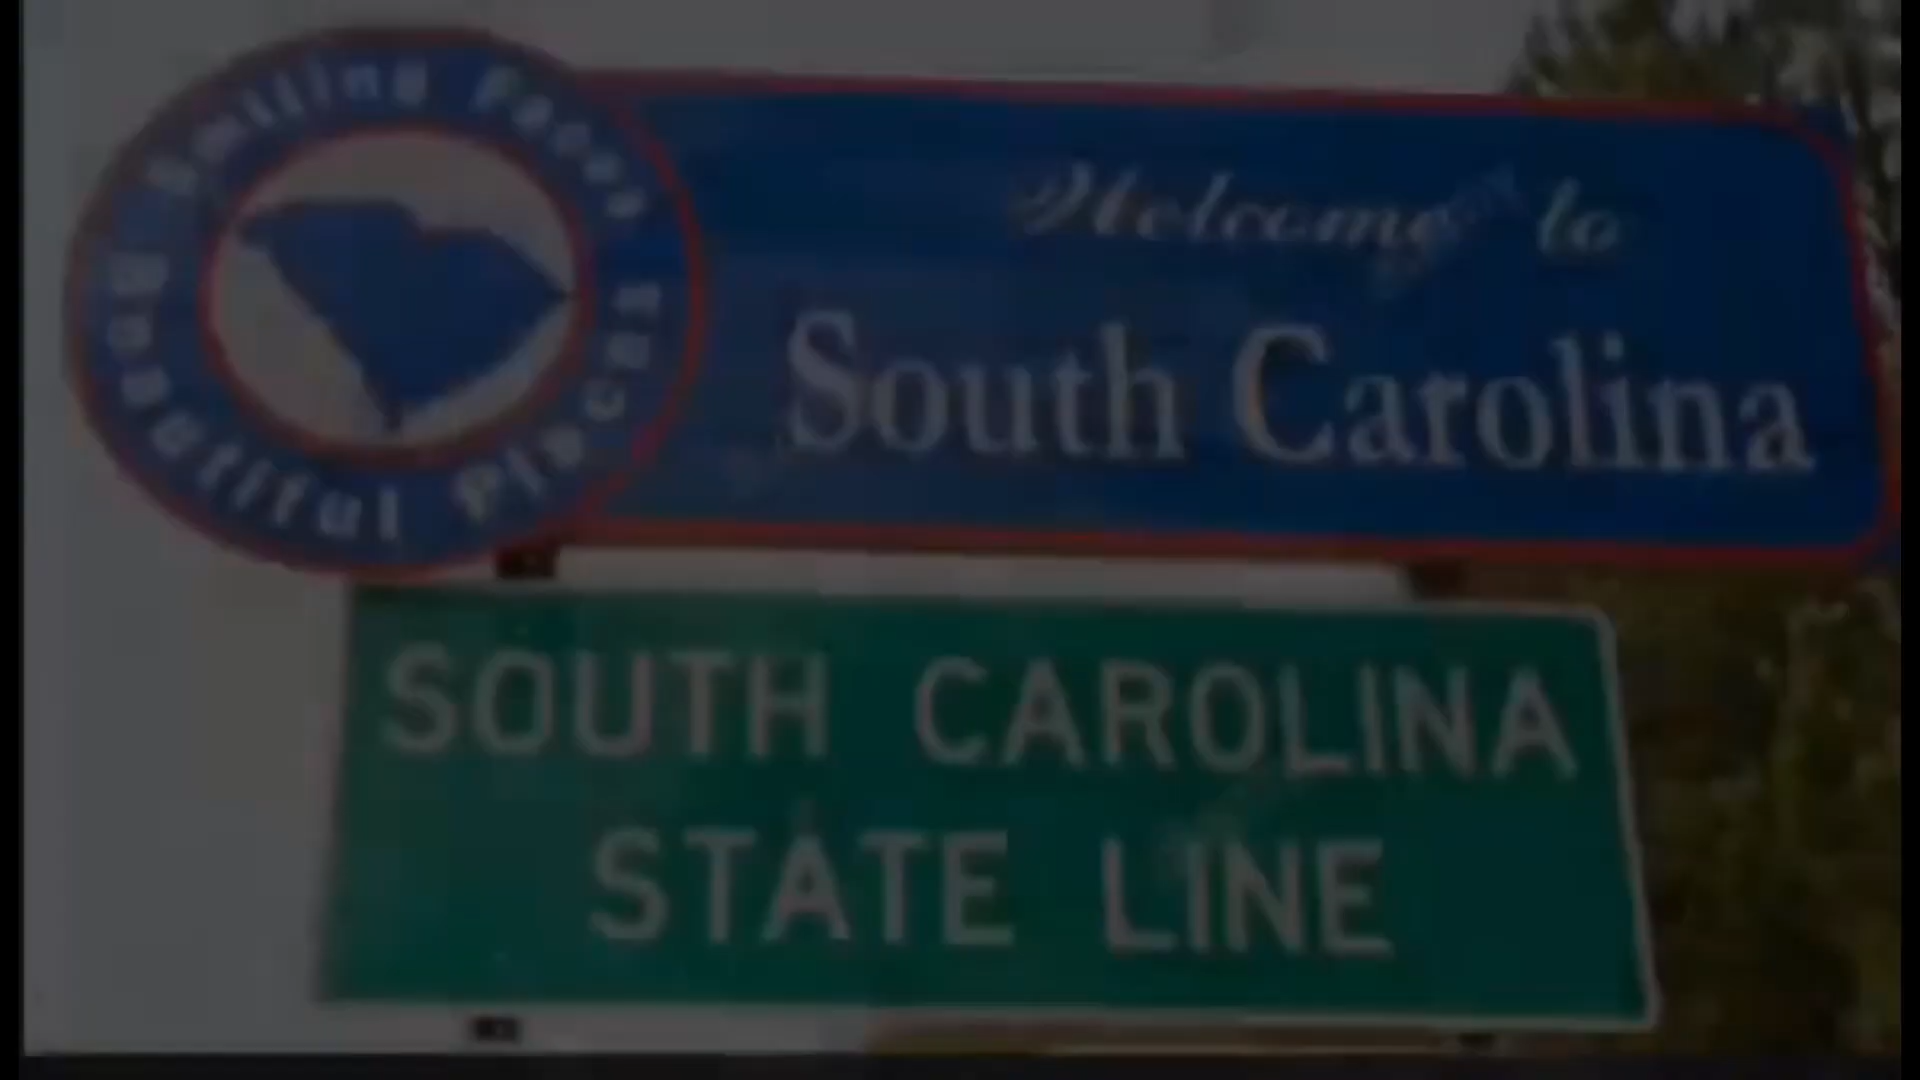 Smiling Faces
Beautiful Places
Welcome to
South Carolina
SOUTH CAROLINA
STATE LINE